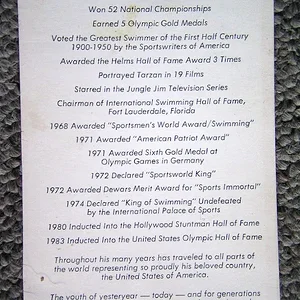 Won 52 National Championships
Earned 5 Olympic Gold Medals
Voted the Greatest Swimmer of the First Half Century
1900-1950 by the Sportswriters of America
Awarded the Helms Hall of Fame Award 3 Times
Portrayed Tarzan in 19 Films
Starred in the Jungle Jim Television Series
Chairman of International Swimming Hall of Fame,
Fort Lauderdale, Florida
1968 Awarded "Sportsmen's World Award/Swimming"
1971 Awarded "American Patriot Award"
1971 Awarded Sixth Gold Medal at
Olympic Games in Germany
1972 Declared "Sportsworld King"
1972 Awarded Dewars Merit Award for "Sports Immortal"
1974 Declared "King of Swimming" Undefeated
by the International Palace of Sports
1980 Inducted Into the Hollywood Stuntman Hall of Fame
1983 Inducted Into the United States Olympic Hall of Fame
Throughout his many years has traveled to all parts of
the world representing so proudly his beloved country,
the United States of America.
The youth of yesteryear — today — and for generations